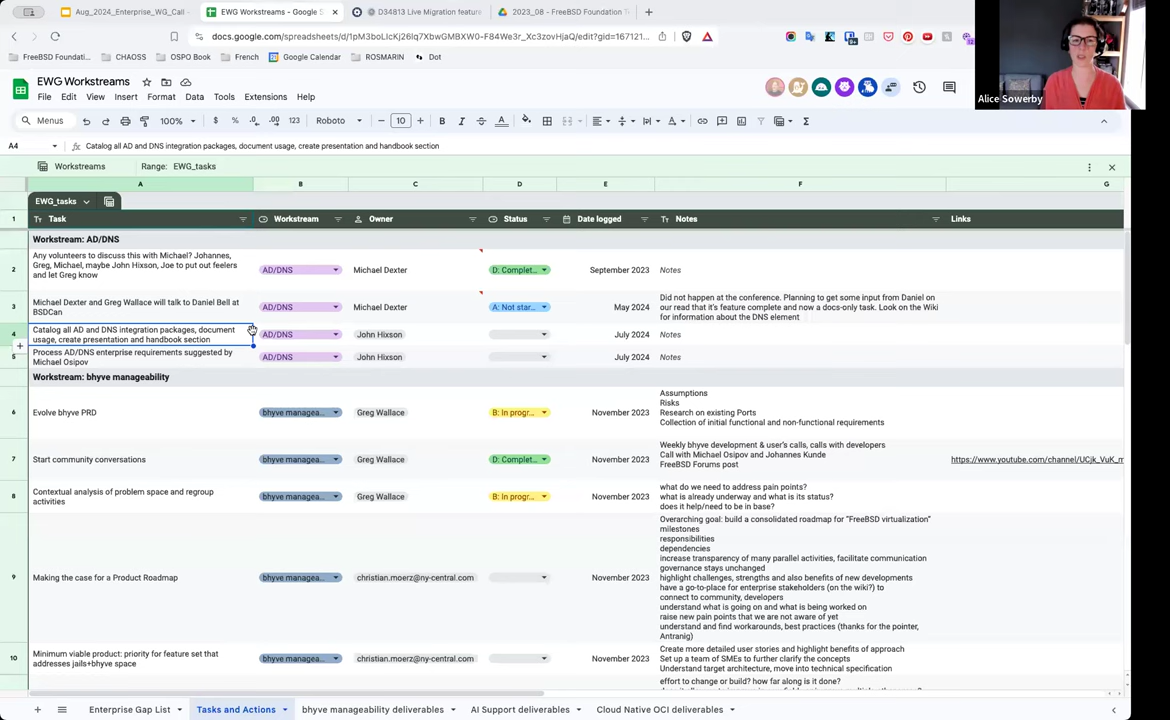 Aug_2024_Enterprise_WG_Call -
EWG Workstreams - Google S
D34813 Live Migration featur
2023_08 - FreeBSD Foundation T
docs.google.com/spreadsheets/d/
FreeBSD Foundati...
CHAOSS
OSPO Book
French
Google Calendar
ROSMARIN
Dot
Alice Sowerby
EWG Workstreams
File Edit View Insert Format Data Tools Extensions Help
Menus
100%
$ % .0 .00 123
Roboto
10
B I
A4
Catalog all AD and DNS integration packages, document usage, create presentation and handbook section
Workstreams
Range: EWG_tasks
A B C D E F G
EWG_tasks
1 Task Workstream Owner Status Date logged Notes Links
Workstream: AD/DNS
2
Any volunteers to discuss this with Michael? Johannes,
Greg, Michael, maybe John Hixson, Joe to put out feelers
and let Greg know
AD/DNS
Michael Dexter
D: Complet...
September 2023
Notes
3
Michael Dexter and Greg Wallace will talk to Daniel Bell at
BSDCan
AD/DNS
Michael Dexter
A: Not star...
May 2024
Did not happen at the conference. Planning to get some input from Daniel on
our read that's feature complete and now a docs-only task. Look on the Wiki
for information about the DNS element
4
Catalog all AD and DNS integration packages, document
usage, create presentation and handbook section
AD/DNS
John Hixson
July 2024
Notes
5
Process AD/DNS enterprise requirements suggested by
Michael Osipov
AD/DNS
John Hixson
July 2024
Notes
Workstream: bhyve manageability
6
Evolve bhyve PRD
bhyve managea...
Greg Wallace
B: In progr...
November 2023
Assumptions
Risks
Research on existing Ports
Collection of initial functional and non-functional requirements
7
Start community conversations
bhyve managea...
Greg Wallace
D: Complet...
November 2023
Weekly bhyve development & user's calls, calls with developers
Call with Michael Osipov and Johannes Kunde
FreeBSD Forums post
https://www.youtube.com/channel/UCjk_VuK_m
8
Contextual analysis of problem space and regroup
activities
bhyve managea...
Greg Wallace
B: In progr...
November 2023
what do we need to address pain points?
what is already underway and what is its status?
does it help/need to be in base?
9
Making the case for a Product Roadmap
bhyve managea...
christian.moerz@ny-central.com
November 2023
Overarching goal: build a consolidated roadmap for "FreeBSD virtualization"
milestones
responsibilities
dependencies
increase transparency of many parallel activities, facilitate communication
governance stays unchanged
highlight challenges, strengths and also benefits of new developments
have a go-to-place for enterprise stakeholders (on the wiki?) to
connect to community, developers
understand what is going on and what is being worked on
raise new pain points that we are not aware of yet
understand and find workarounds, best practices (thanks for the pointer,
Antranig)
10
Minimum viable product: priority for feature set that
addresses jails+bhyve space
bhyve managea...
christian.moerz@ny-central.com
November 2023
Create more detailed user stories and highlight benefits of approach
Set up a team of SMEs to further clarify the concepts
Understand target architecture, move into technical specification
effort to change or build? how far along is it done?
Enterprise Gap List
Tasks and Actions
bhyve manageability deliverables
AI Support deliverables
Cloud Native OCI deliverables